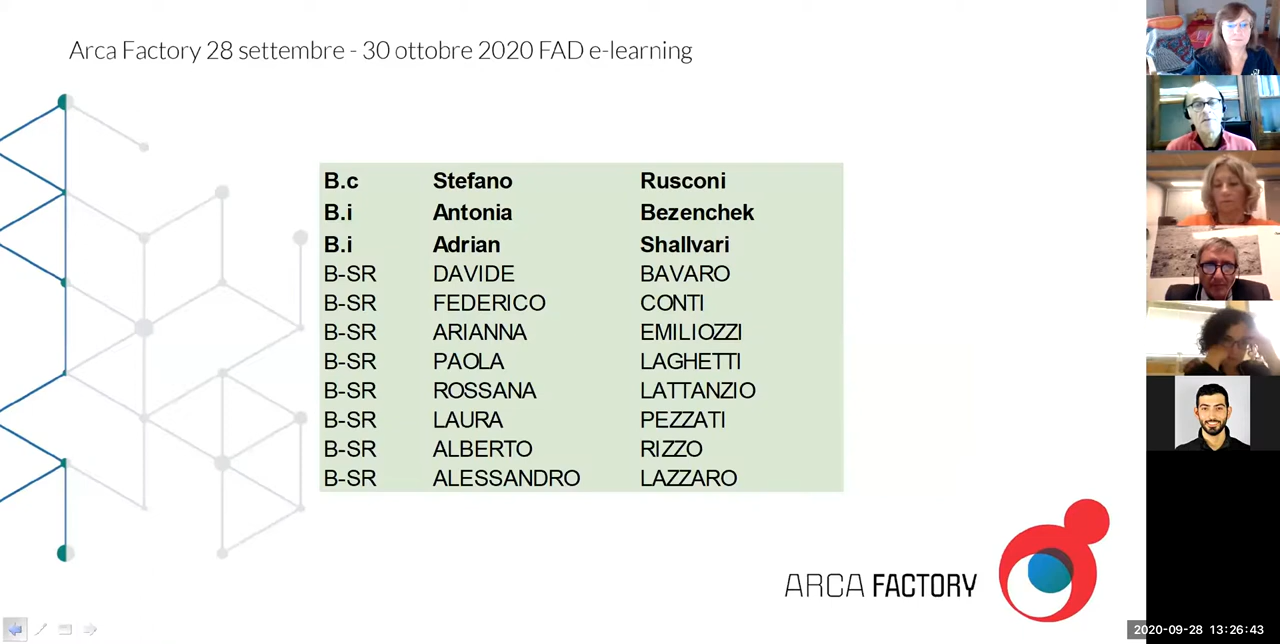 Arca Factory 28 settembre - 30 ottobre 2020 FAD e-learning
B.c Stefano Rusconi
B.i Antonia Bezenchek
B.i Adrian Shallvari
B-SR DAVIDE BAVARO
B-SR FEDERICO CONTI
B-SR ARIANNA EMILIOZZI
B-SR PAOLA LAGHETTI
B-SR ROSSANA LATTANZIO
B-SR LAURA PEZZATI
B-SR ALBERTO RIZZO
B-SR ALESSANDRO LAZZARO
ARCA FACTORY
2020-09-28 13:26:43